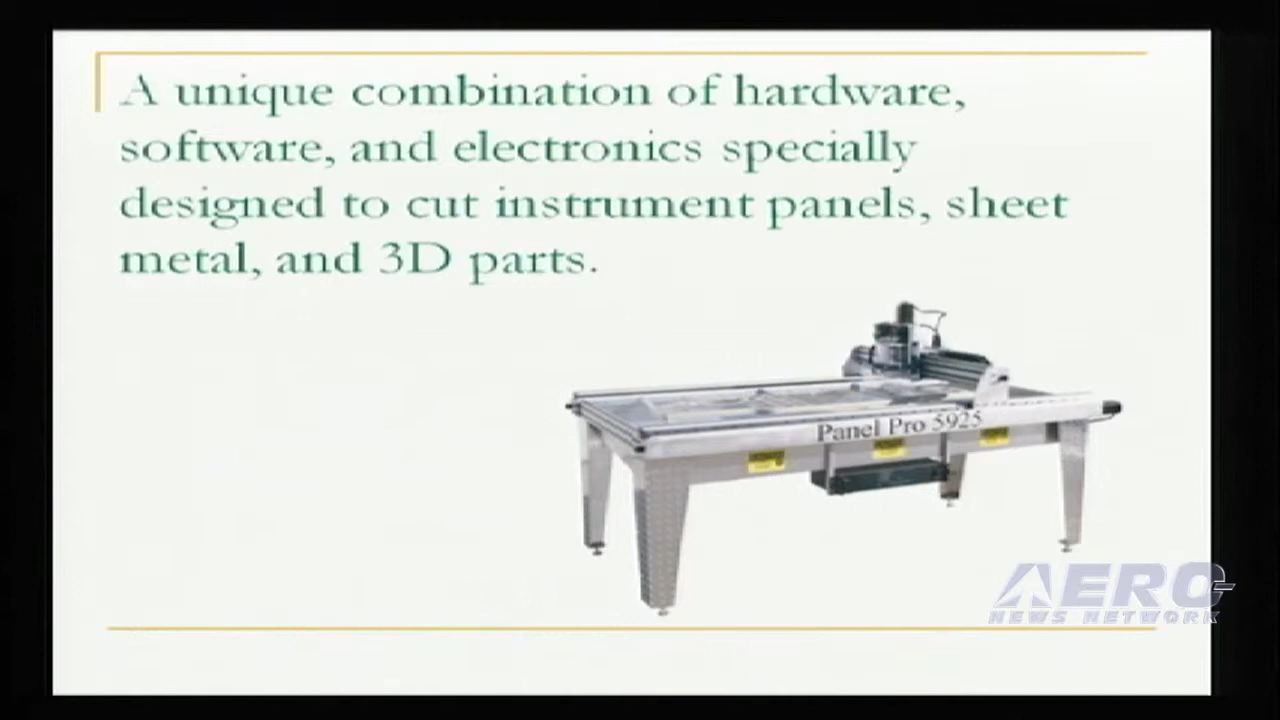 A unique combination of hardware,
software, and electronics specially
designed to cut instrument panels, sheet
metal, and 3D parts.
Panel Pro 5925
AERO
NEWS NETWORK